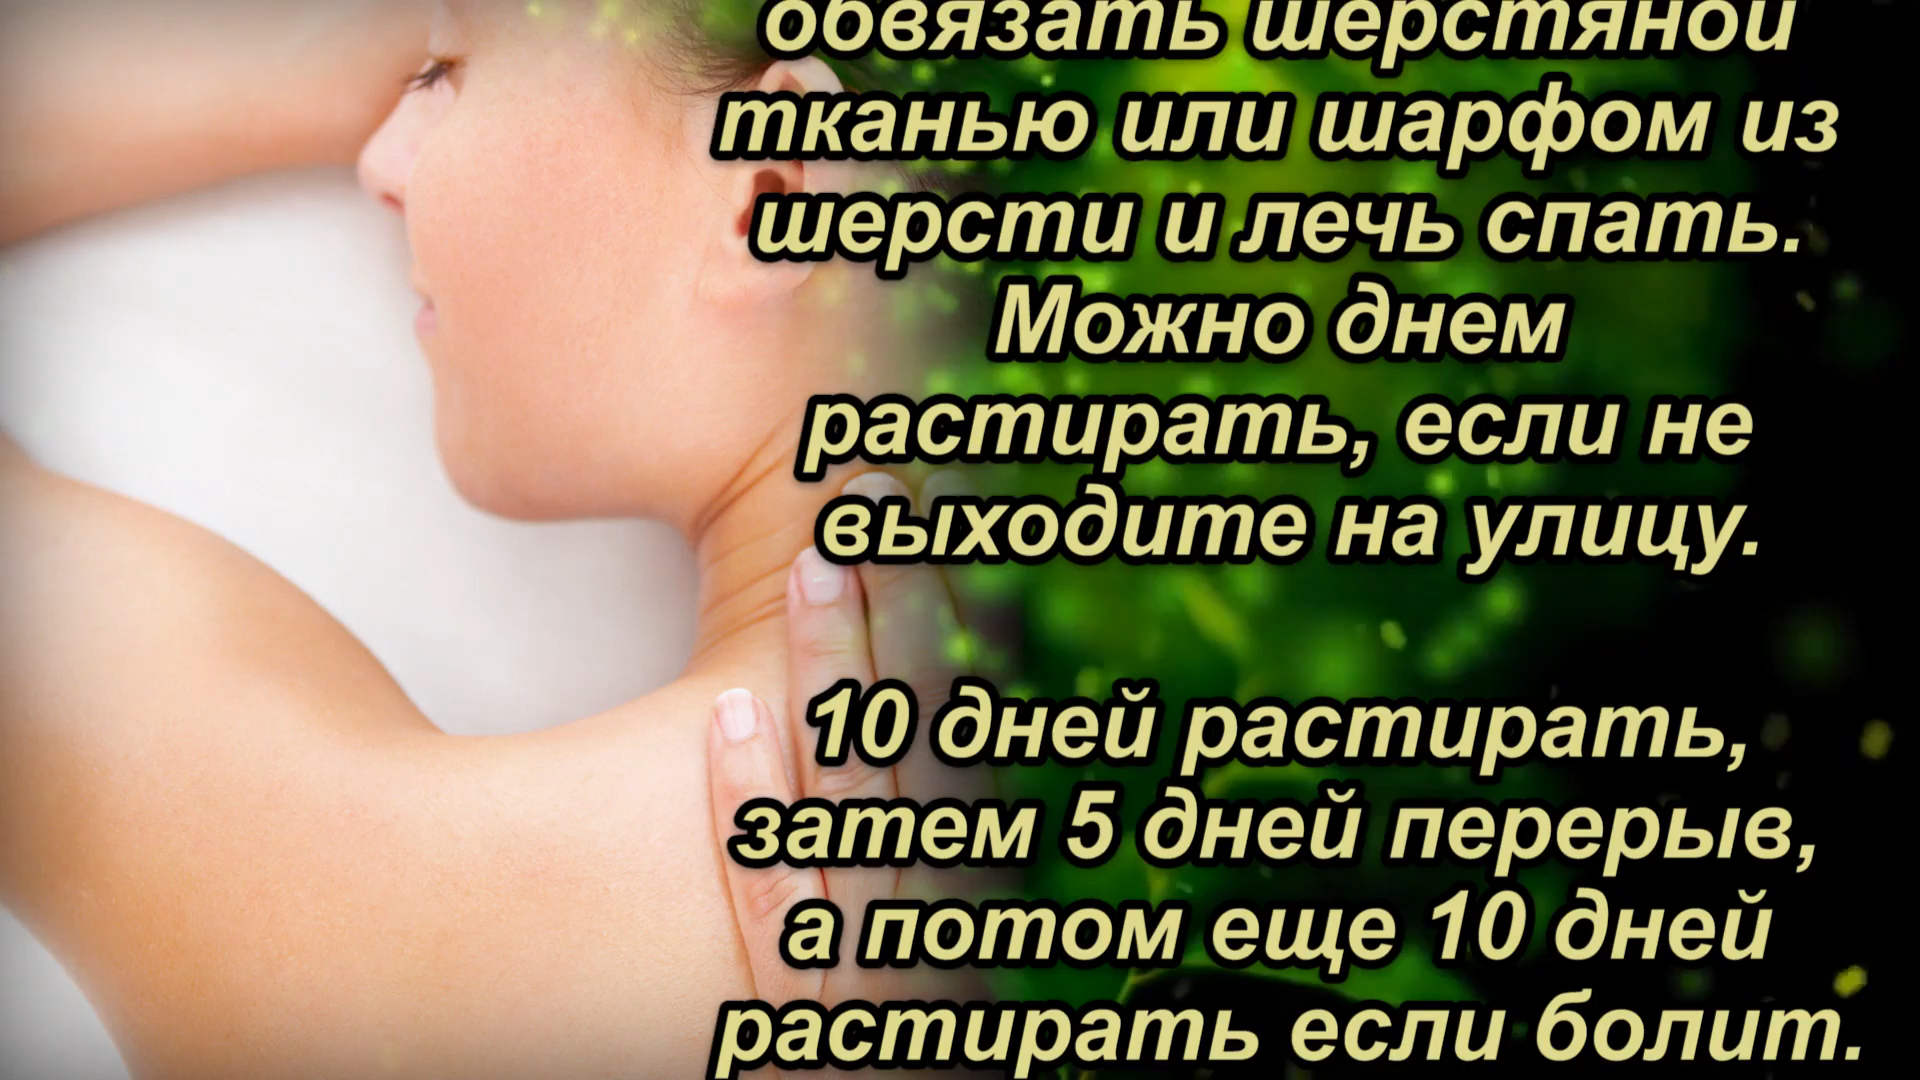 обвязать шерстяной
тканью или шарфом из
шерсти и лечь спать.
Можно днем
растирать, если не
выходите на улицу.
10 дней растирать,
затем 5 дней перерыв,
а потом еще 10 дней
растирать если болит.